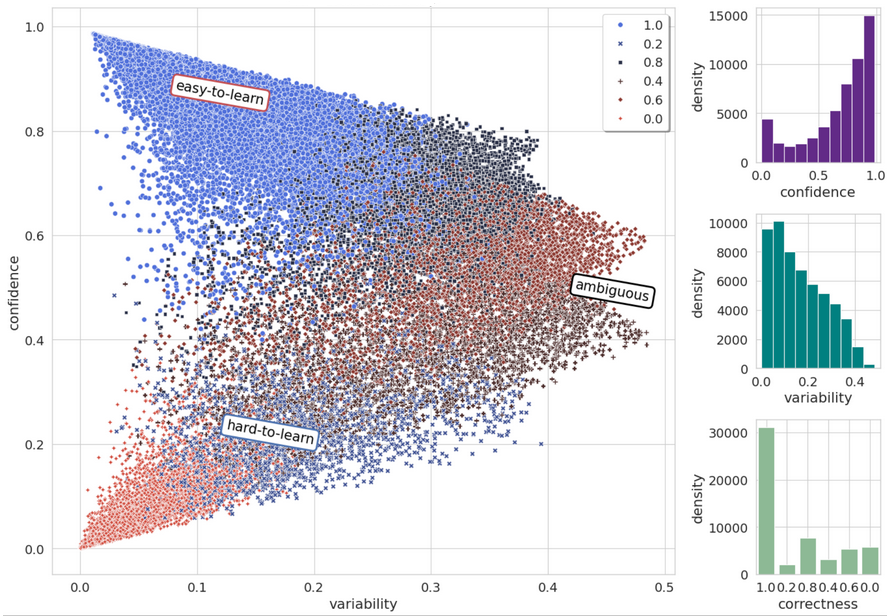 1.0
0.8
0.6
0.4
0.2
0.0
confidence
0.0 0.1 0.2 0.3 0.4 0.5
variability
easy-to-learn
ambiguous
hard-to-learn
1.0
0.2
0.8
0.4
0.6
0.0
15000
10000
5000
0
density
0.0 0.5 1.0
confidence
10000
8000
6000
4000
2000
0
density
0.0 0.2 0.4
variability
30000
20000
10000
0
density
1.0 0.2 0.8 0.4 0.6 0.0
correctness